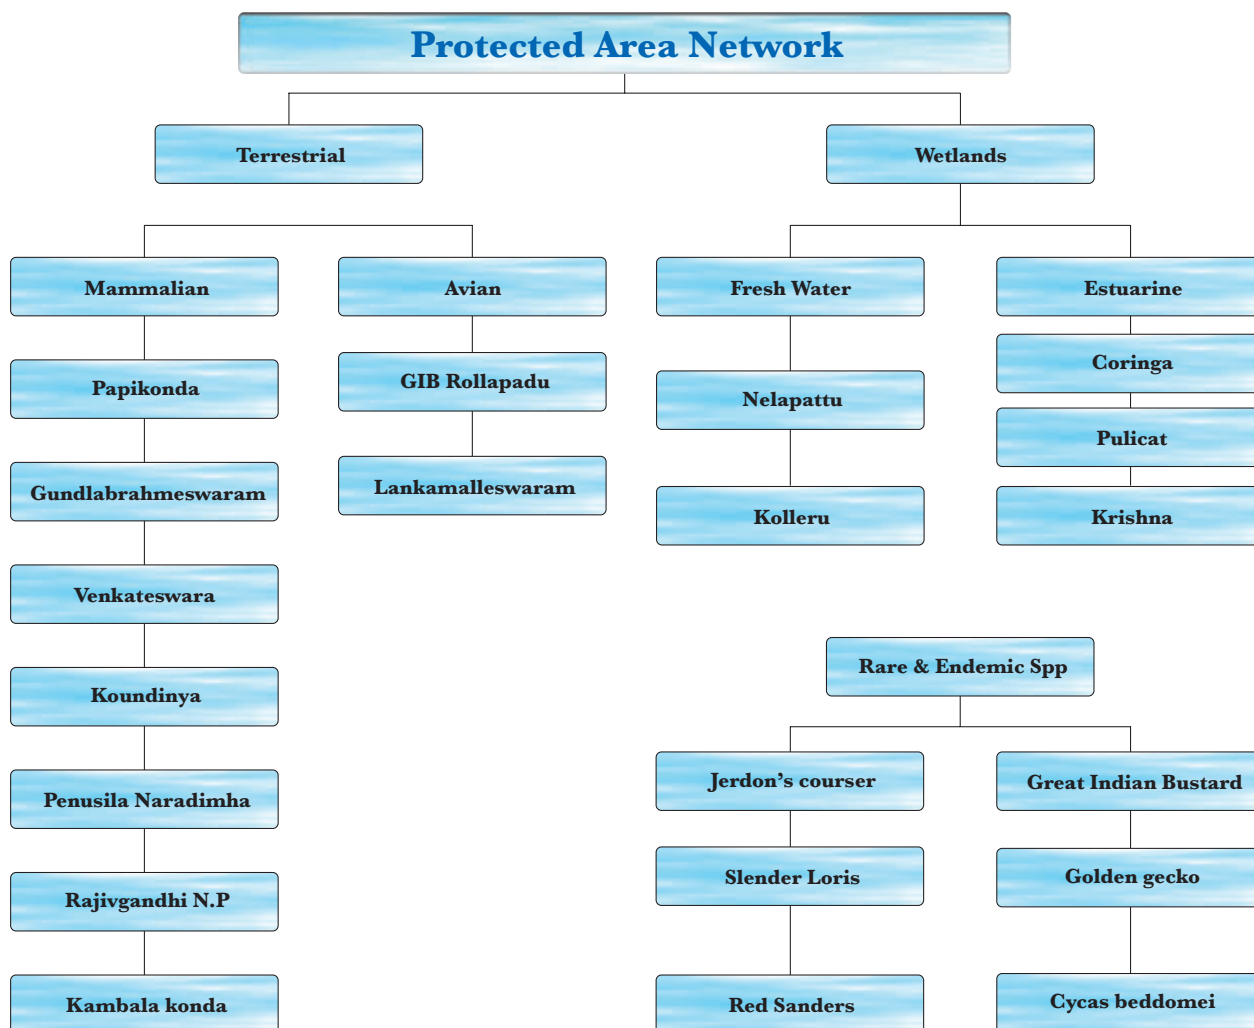 Protected Area Network
Terrestrial
Wetlands
Mammalian
Avian
Fresh Water
Estuarine
Papikonda
GIB Rollapadu
Nelapattu
Coringa
Gundlabrahmeswaram
Lankamalleswaram
Kolleru
Pulicat
Krishna
Venkateswara
Koundinya
Penusila Naradimha
Rajivgandhi N.P
Kambala konda
Rare & Endemic Spp
Jerdon's courser
Great Indian Bustard
Slender Loris
Golden gecko
Red Sanders
Cycas beddomei